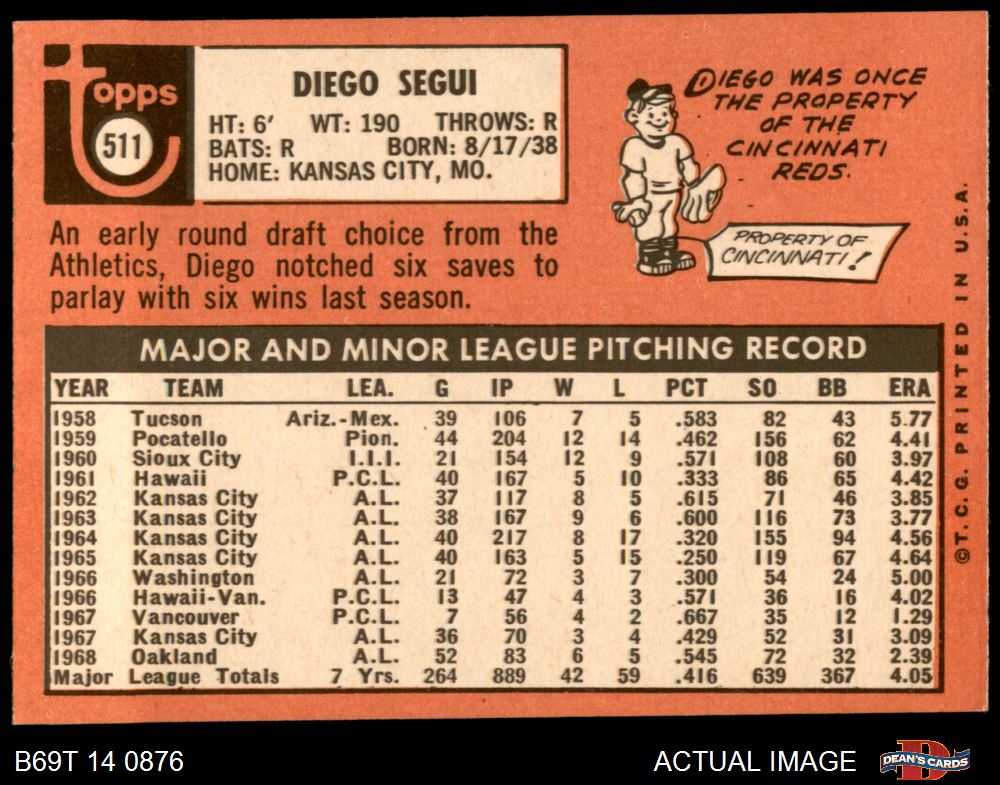 topps
511
DIEGO SEGUI
HT: 6' WT: 190 THROWS: R
BATS: R BORN: 8/17/38
HOME: KANSAS CITY, MO.
DIEGO WAS ONCE
THE PROPERTY
OF THE
CINCINNATI
REDS.
PROPERTY OF
CINCINNATI!
An early round draft choice from the
Athletics, Diego notched six saves to
parlay with six wins last season.
MAJOR AND MINOR LEAGUE PITCHING RECORD
YEAR TEAM LEA. G IP W L PCT SO BB ERA
1958 Tucson Ariz.-Mex. 39 106 7 5 .583 82 43 5.77
1959 Pocatello Pion. 44 204 12 14 .462 156 62 4.41
1960 Sioux City I.I.I. 21 154 12 9 .571 108 60 3.97
1961 Hawaii P.C.L. 40 167 5 10 .333 86 65 4.42
1962 Kansas City A.L. 37 117 8 5 .615 71 46 3.85
1963 Kansas City A.L. 38 167 9 6 .600 116 73 3.77
1964 Kansas City A.L. 40 217 8 17 .320 155 94 4.56
1965 Kansas City A.L. 40 163 5 15 .250 119 67 4.64
1966 Washington A.L. 21 72 3 7 .300 54 24 5.00
1966 Hawaii-Van. P.C.L. 13 47 4 3 .571 36 16 4.02
1967 Vancouver P.C.L. 7 56 4 2 .667 35 12 1.29
1967 Kansas City A.L. 36 70 3 4 .429 52 31 3.09
1968 Oakland A.L. 52 83 6 5 .545 72 32 2.39
Major League Totals 7 Yrs. 264 889 42 59 .416 639 367 4.05
©T.C.G. PRINTED IN U.S.A.
B69T 14 0876
ACTUAL IMAGE
D
DEAN'S CARDS